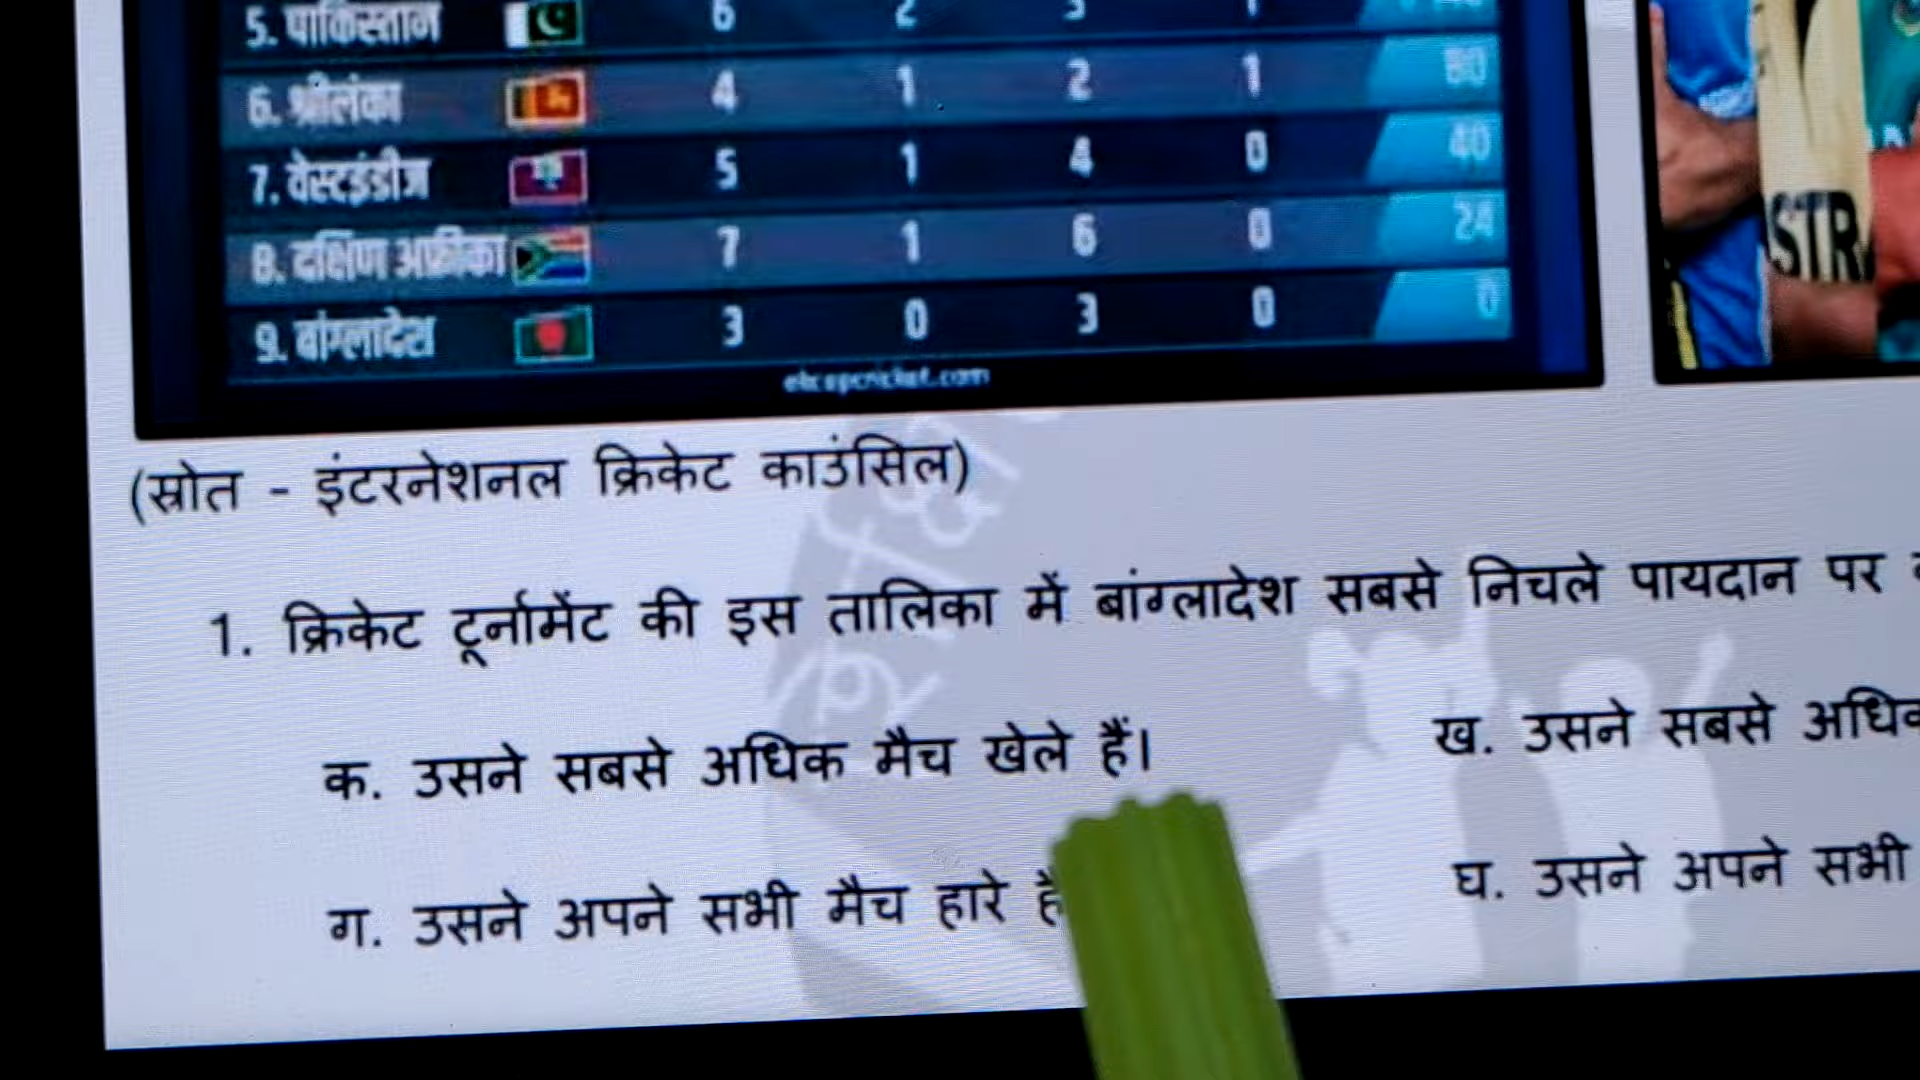 5. पाकिस्तान 6 2 3 1
6. श्रीलंका 4 1 2 1 80
7. वेस्टइंडीज 5 1 4 0 40
8. दक्षिण अफ्रीका 7 1 6 0 24
9. बांग्लादेश 3 0 3 0 0
STR
(स्रोत - इंटरनेशनल क्रिकेट काउंसिल)
1. क्रिकेट टूर्नामेंट की इस तालिका में बांग्लादेश सबसे निचले पायदान पर
क. उसने सबसे अधिक मैच खेले हैं।
ख. उसने सबसे अधिक
ग. उसने अपने सभी मैच हारे
घ. उसने अपने सभी